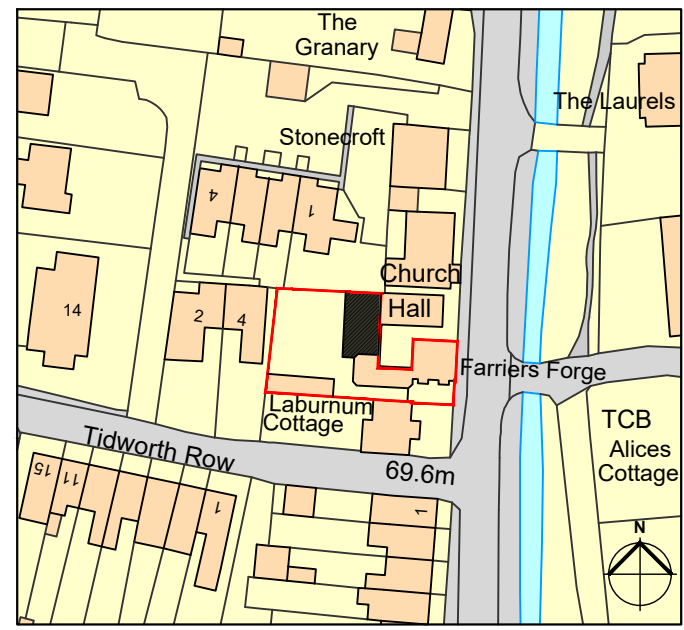 The
Granary
The Laurels
Stonecroft
4
1
Church
Hall
14
2
4
Farriers Forge
Laburnum
Cottage
TCB
Alices
Cottage
Tidworth Row
69.6m
15
11
1
1
N